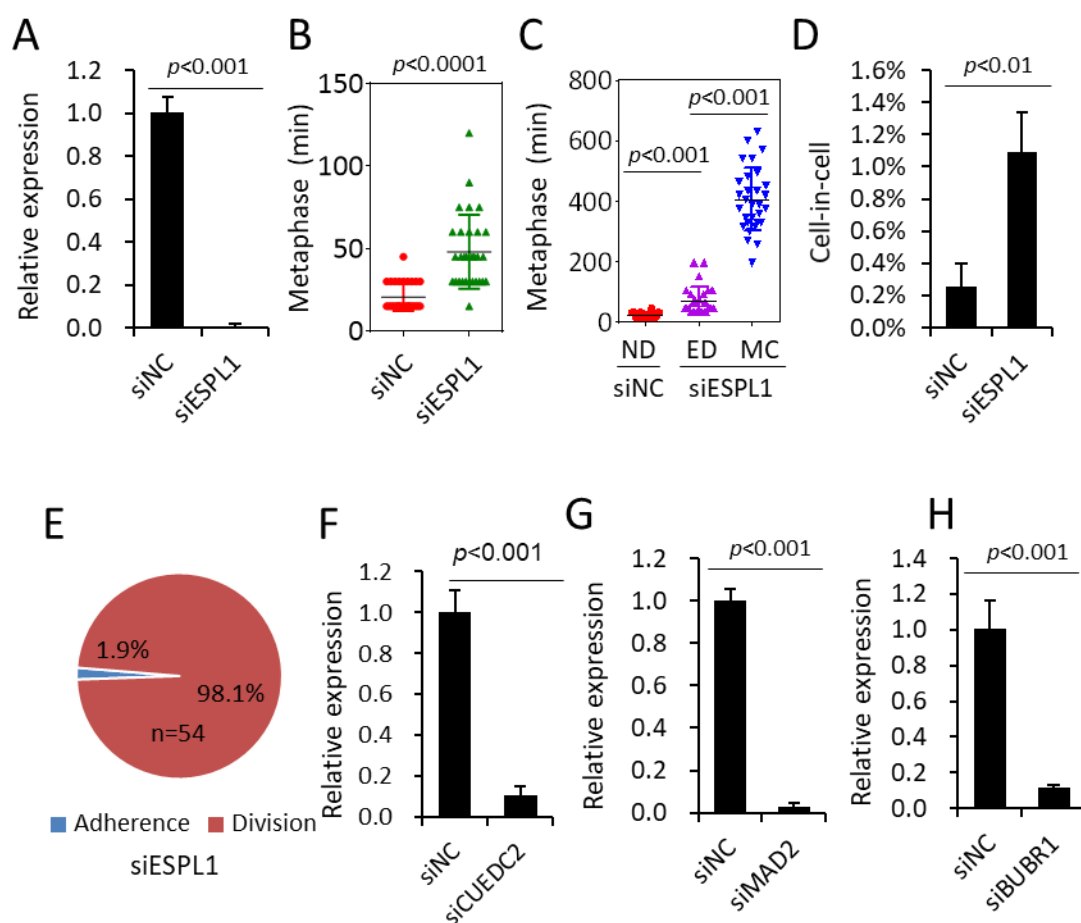 A
p<0.001
Relative expression
1.2
1.0
0.8
0.6
0.4
0.2
0.0
siNC
siESPL1
B
p<0.0001
Metaphase (min)
150
100
50
0
siNC
siESPL1
C
p<0.001
p<0.001
Metaphase (min)
800
600
400
200
0
ND
ED
MC
siNC
siESPL1
D
p<0.01
Cell-in-cell
1.6%
1.4%
1.2%
1.0%
0.8%
0.6%
0.4%
0.2%
0.0%
siNC
siESPL1
E
1.9%
98.1%
n=54
Adherence
Division
siESPL1
F
p<0.001
Relative expression
1.2
1.0
0.8
0.6
0.4
0.2
0.0
siNC
siCUEDC2
G
p<0.001
Relative expression
1.2
1.0
0.8
0.6
0.4
0.2
0.0
siNC
siMAD2
H
p<0.001
Relative expression
1.4
1.2
1.0
0.8
0.6
0.4
0.2
0.0
siNC
siBUBR1